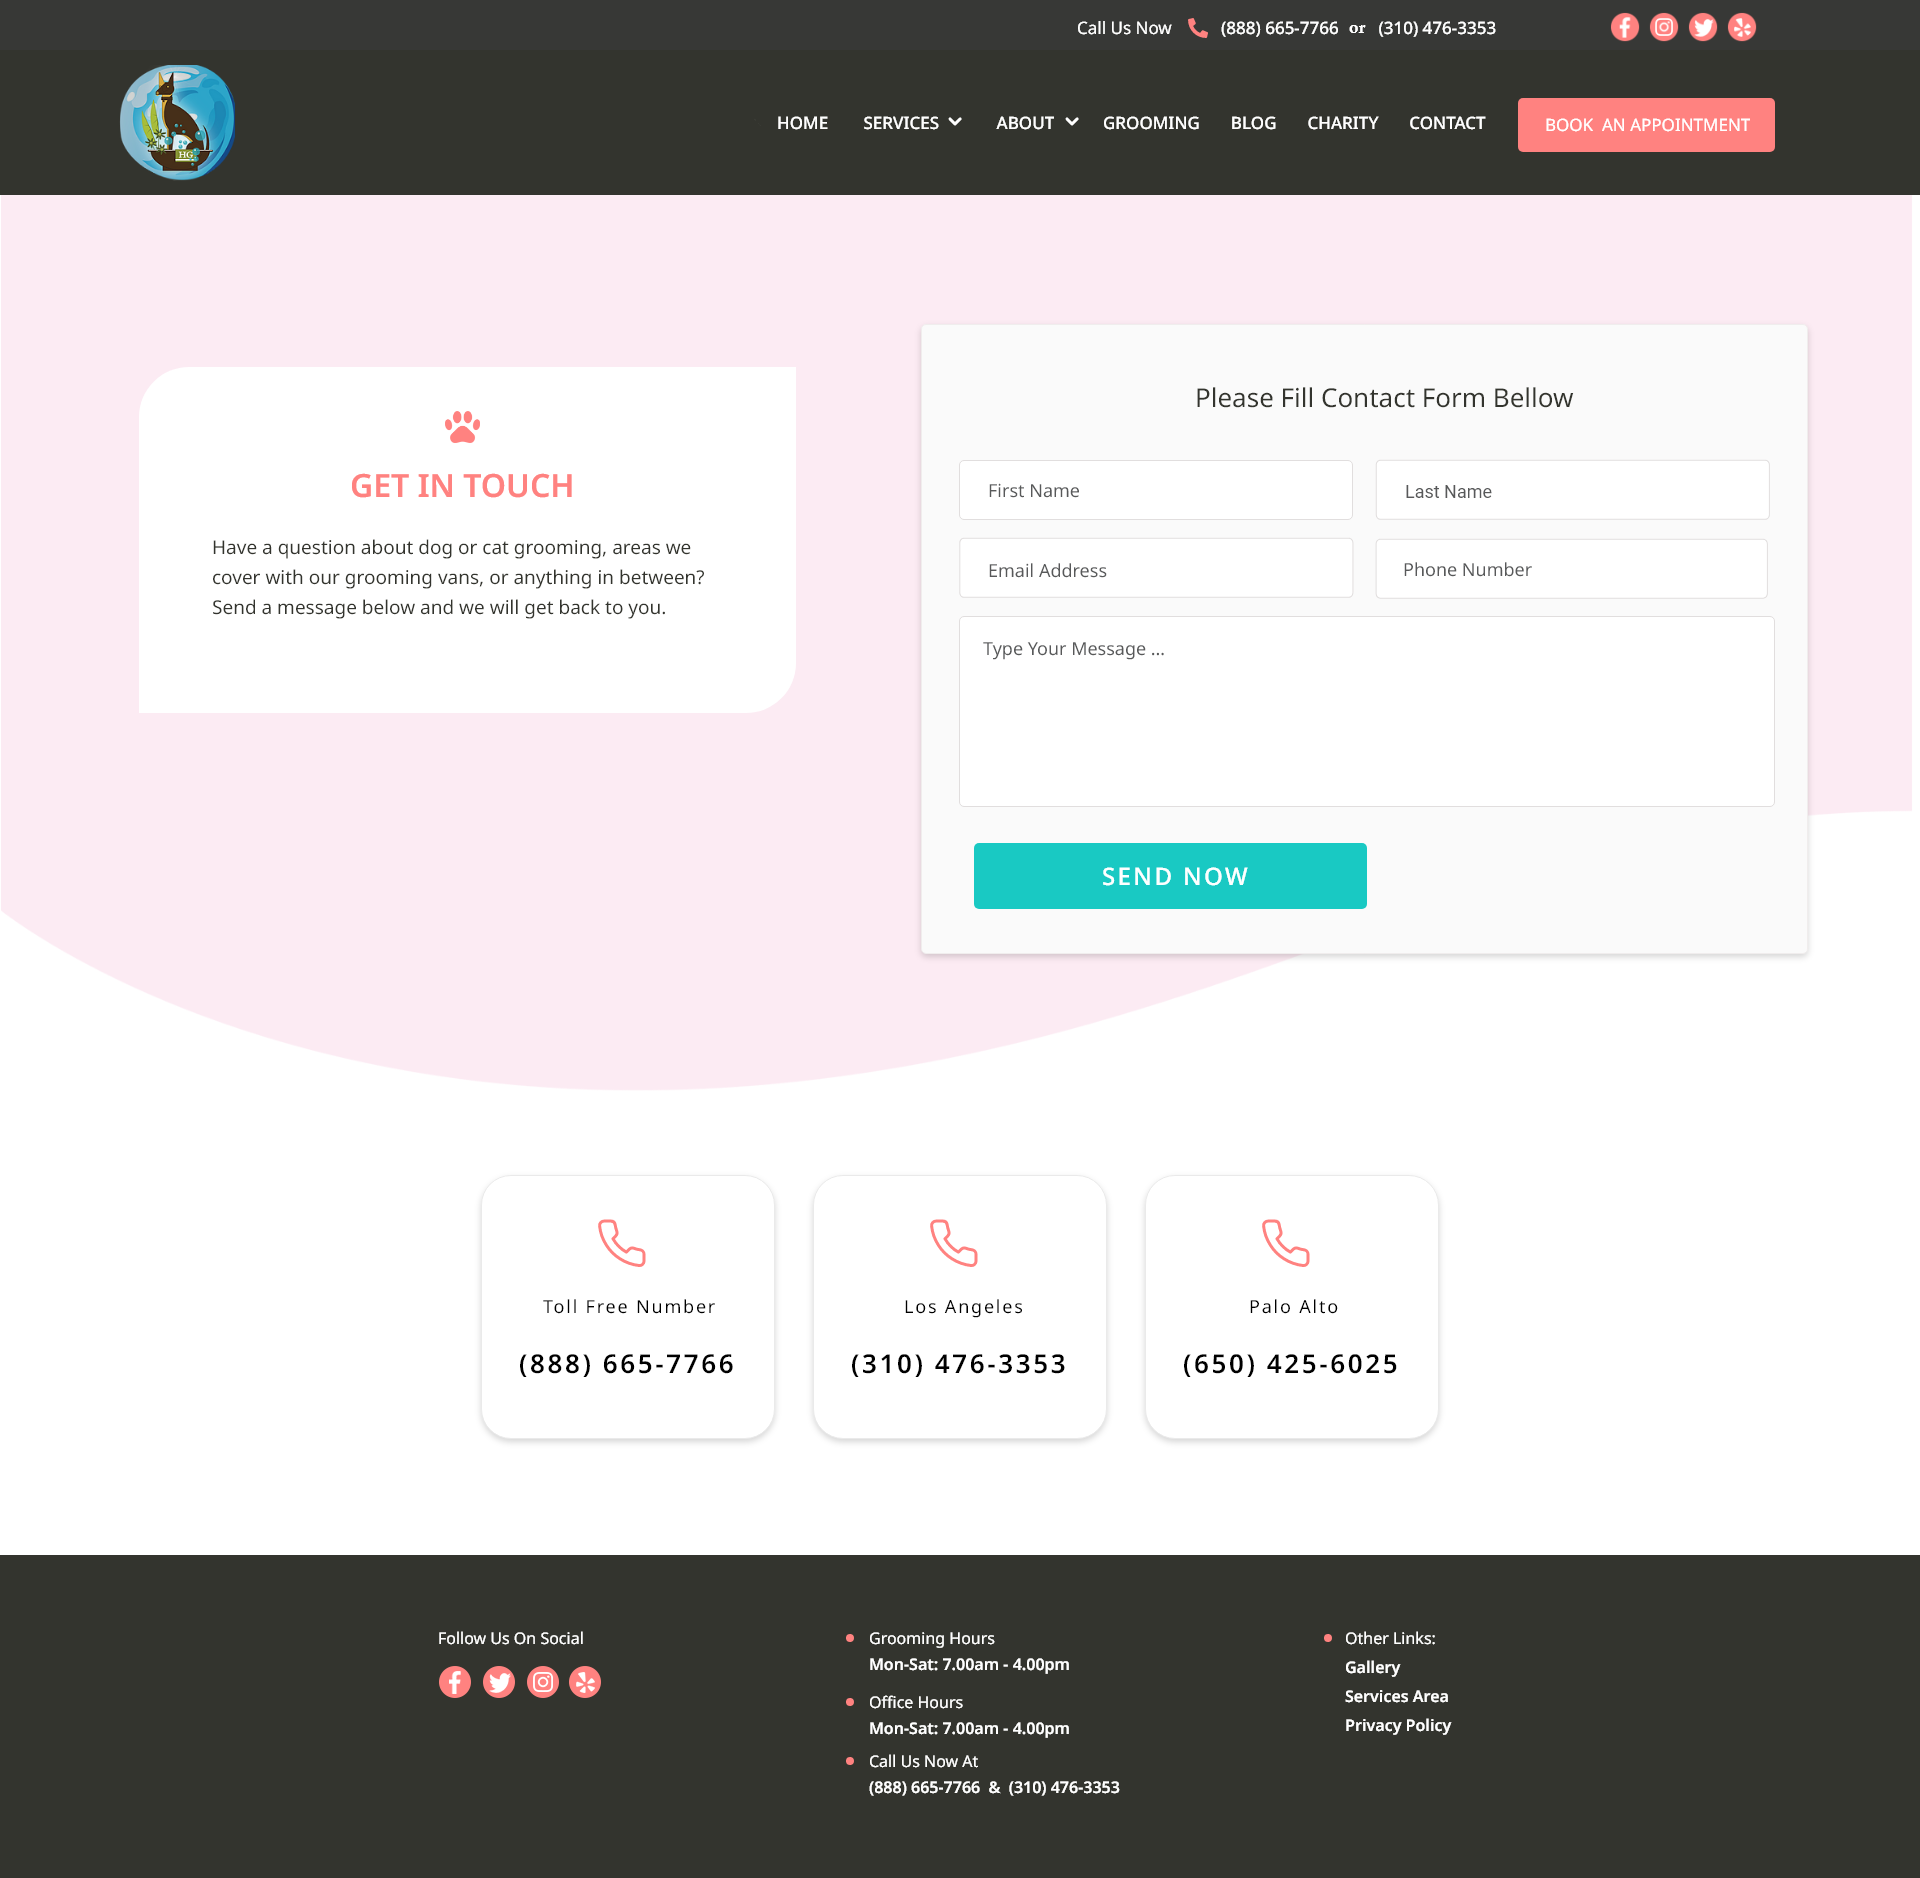 Call Us Now (888) 665-7766 or (310) 476-3353
HG
HOME SERVICES ABOUT GROOMING BLOG CHARITY CONTACT BOOK AN APPOINTMENT
GET IN TOUCH
Have a question about dog or cat grooming, areas we
cover with our grooming vans, or anything in between?
Send a message below and we will get back to you.
Please Fill Contact Form Bellow
First Name
Last Name
Email Address
Phone Number
Type Your Message ...
SEND NOW
Toll Free Number
(888) 665-7766
Los Angeles
(310) 476-3353
Palo Alto
(650) 425-6025
Follow Us On Social
Grooming Hours
Mon-Sat: 7.00am - 4.00pm
Office Hours
Mon-Sat: 7.00am - 4.00pm
Call Us Now At
(888) 665-7766 & (310) 476-3353
Other Links:
Gallery
Services Area
Privacy Policy